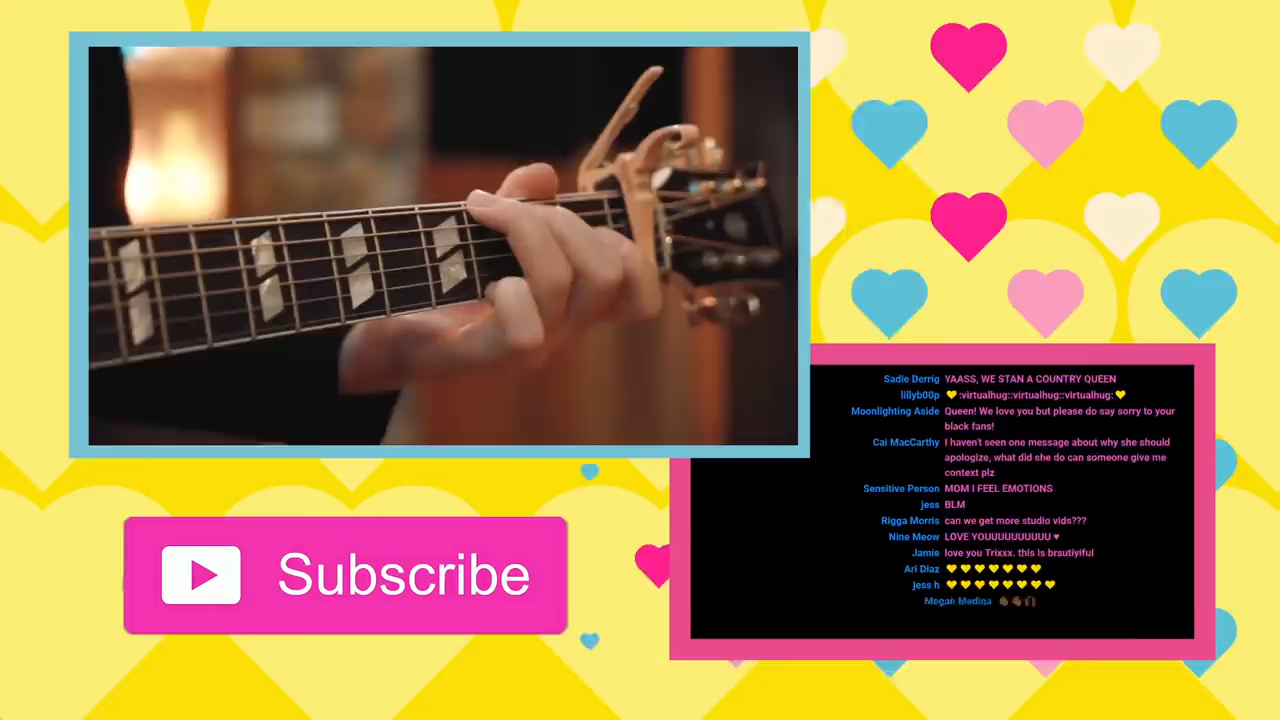 Sadie Derrig YAASS, WE STAN A COUNTRY QUEEN
lillyb00p 💛 :virtualhug::virtualhug::virtualhug: 💛
Moonlighting Aside Queen! We love you but please do say sorry to your
black fans!
Cai MacCarthy I haven't seen one message about why she should
apologize, what did she do can someone give me
context plz
Sensitive Person MOM I FEEL EMOTIONS
jess BLM
Rigga Morris can we get more studio vids???
Nine Meow LOVE YOUUUUUUUUUU ♥
Jamie love you Trixxx. this is brsutiyiful
Ari Diaz 💛💛💛💛💛💛💛
jess h 💛💛💛💛💛💛💛💛
Megan Medina
Subscribe